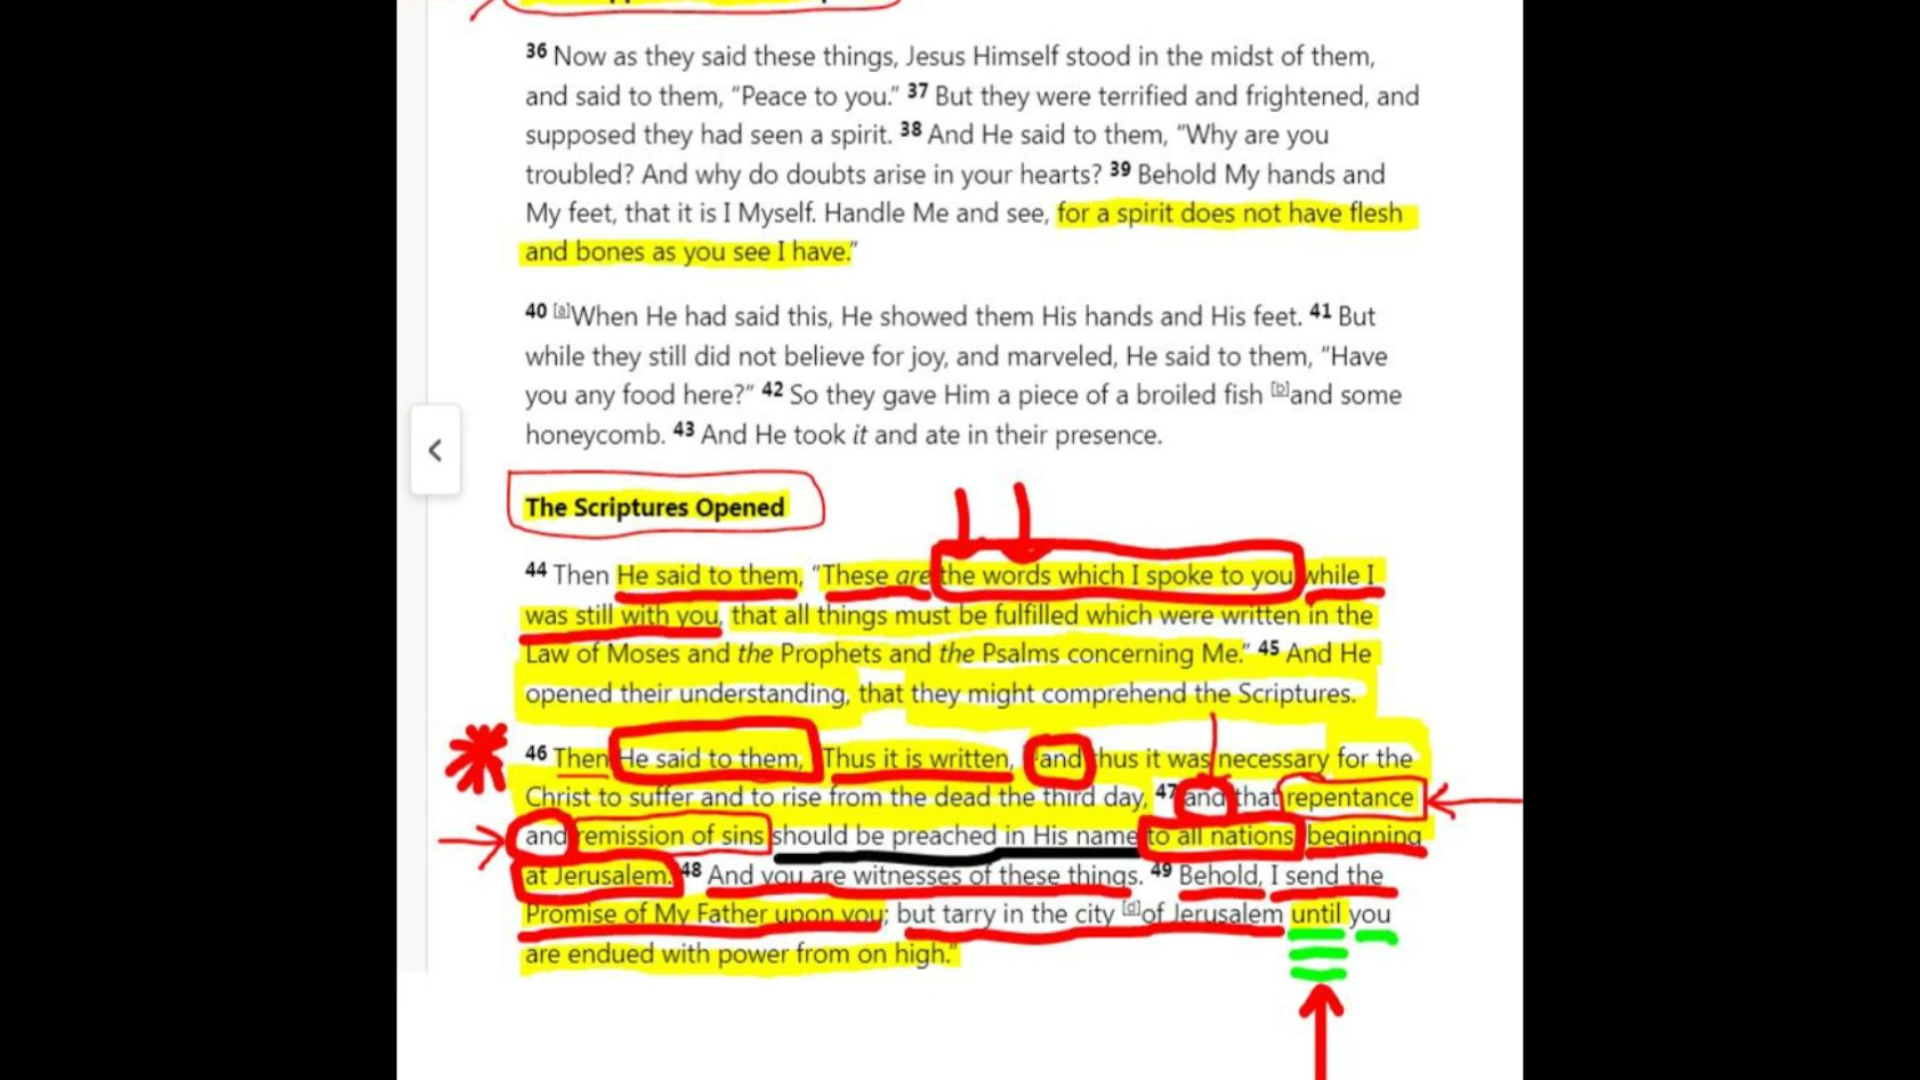 36 Now as they said these things, Jesus Himself stood in the midst of them,
and said to them, “Peace to you.” 37 But they were terrified and frightened, and
supposed they had seen a spirit. 38 And He said to them, “Why are you
troubled? And why do doubts arise in your hearts? 39 Behold My hands and
My feet, that it is I Myself. Handle Me and see, for a spirit does not have flesh
and bones as you see I have.”
40 [a]When He had said this, He showed them His hands and His feet. 41 But
while they still did not believe for joy, and marveled, He said to them, “Have
you any food here?” 42 So they gave Him a piece of a broiled fish [b]and some
honeycomb. 43 And He took it and ate in their presence.
The Scriptures Opened
44 Then He said to them, “These are the words which I spoke to you while I
was still with you, that all things must be fulfilled which were written in the
Law of Moses and the Prophets and the Psalms concerning Me.” 45 And He
opened their understanding, that they might comprehend the Scriptures.
46 Then He said to them, “Thus it is written, and thus it was necessary for the
Christ to suffer and to rise from the dead the third day, 47 and that repentance
and remission of sins should be preached in His name to all nations, beginning
at Jerusalem. 48 And you are witnesses of these things. 49 Behold, I send the
Promise of My Father upon you; but tarry in the city [d]of Jerusalem until you
are endued with power from on high.”